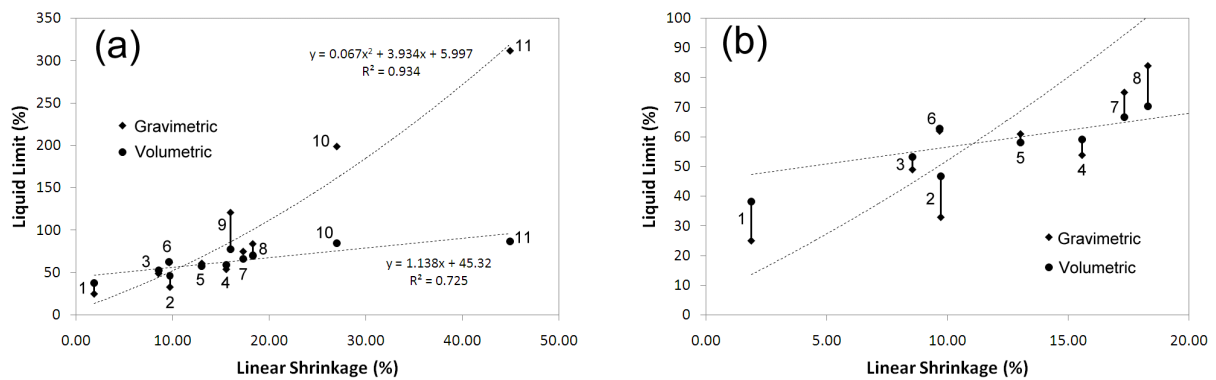 (a)
Liquid Limit (%)
350
300
250
200
150
100
50
0
y = 0.067x² + 3.934x + 5.997
R² = 0.934
Gravimetric
Volumetric
1
2
3
4
5
6
7
8
9
10
11
10
11
y = 1.138x + 45.32
R² = 0.725
0.00 10.00 20.00 30.00 40.00 50.00
Linear Shrinkage (%)
(b)
Liquid Limit (%)
100
90
80
70
60
50
40
30
20
10
0
1
2
3
4
5
6
7
8
Gravimetric
Volumetric
0.00 5.00 10.00 15.00 20.00
Linear Shrinkage (%)